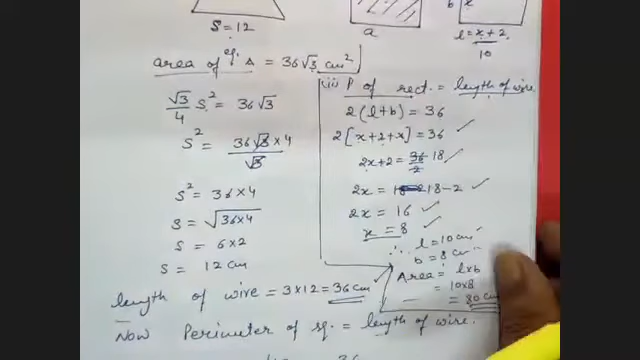 S = 12
a
b
x
l = x + 2
10
area of eq. △ = 36√3 cm²
√3/4 S² = 36√3
S² = 36√3 × 4 / √3
S² = 36 × 4
S = √36×4
S = 6 × 2
S = 12 cm
length of wire = 3 × 12 = 36 cm
Now Perimeter of sq. = length of wire.
(ii) P of rect. = length of wire
2(l+b) = 36
2[x+2+x] = 36
2x + 2 = 36/2 18
2x = 18 - 2
2x = 16
x = 8
∴ l = 10 cm
b = 8 cm
Area = l×b
= 10×8
= 80 cm
36